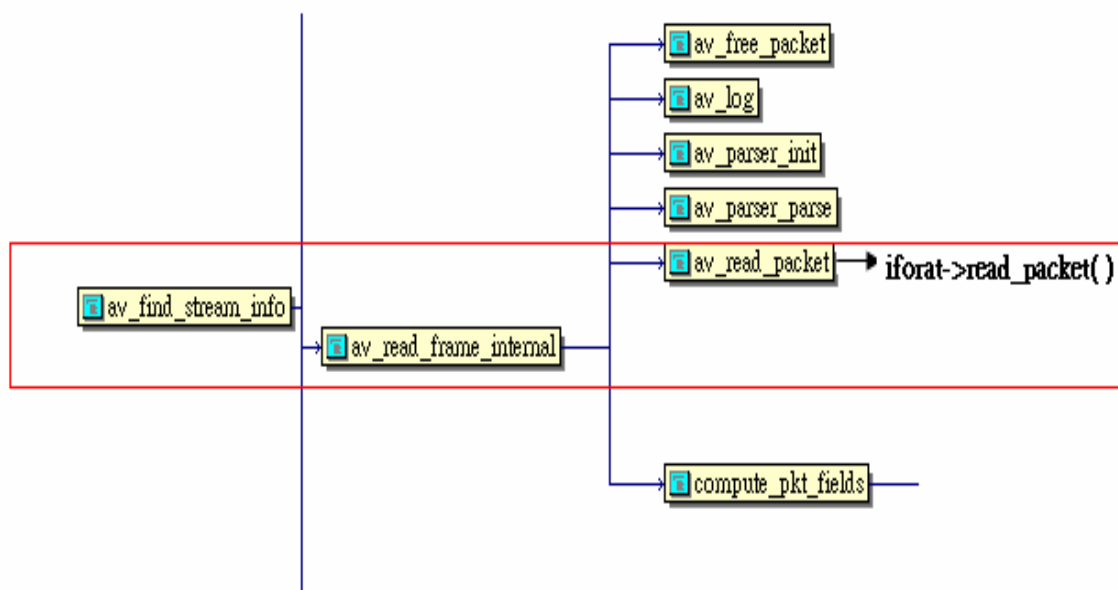 av_free_packet
av_log
av_parser_init
av_parser_parse
av_read_packet
iforat->read_packet( )
av_find_stream_info
av_read_frame_internal
compute_pkt_fields